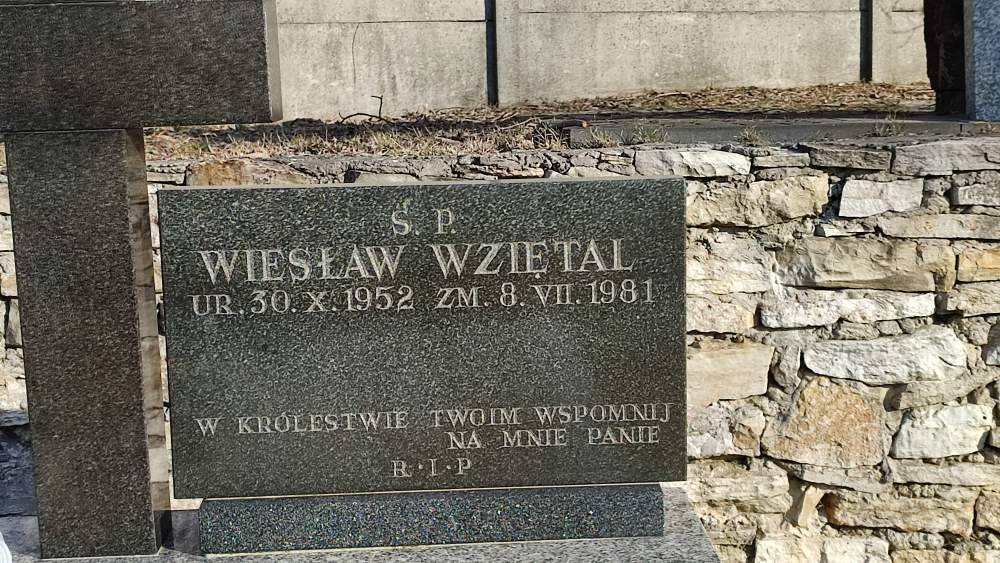 Ś. P.
WIESŁAW WZIĘTAL
UR. 30. X. 1952 ZM. 8. VII. 1981
W KRÓLESTWIE TWOIM WSPOMNIJ
NA MNIE PANIE
R·I·P